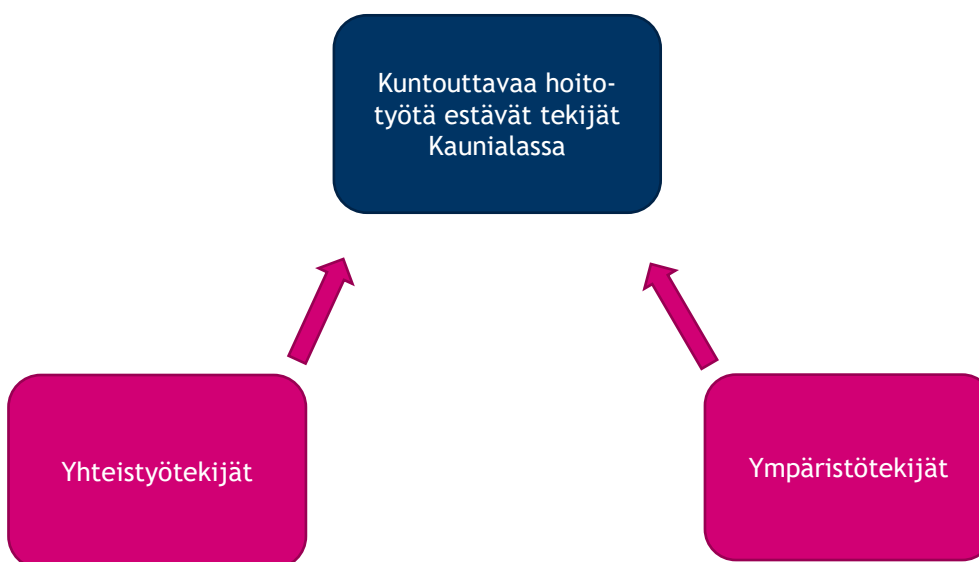 Kuntouttavaa hoito-
työtä estävät tekijät
Kaunialassa
Yhteistyötekijät
Ympäristötekijät